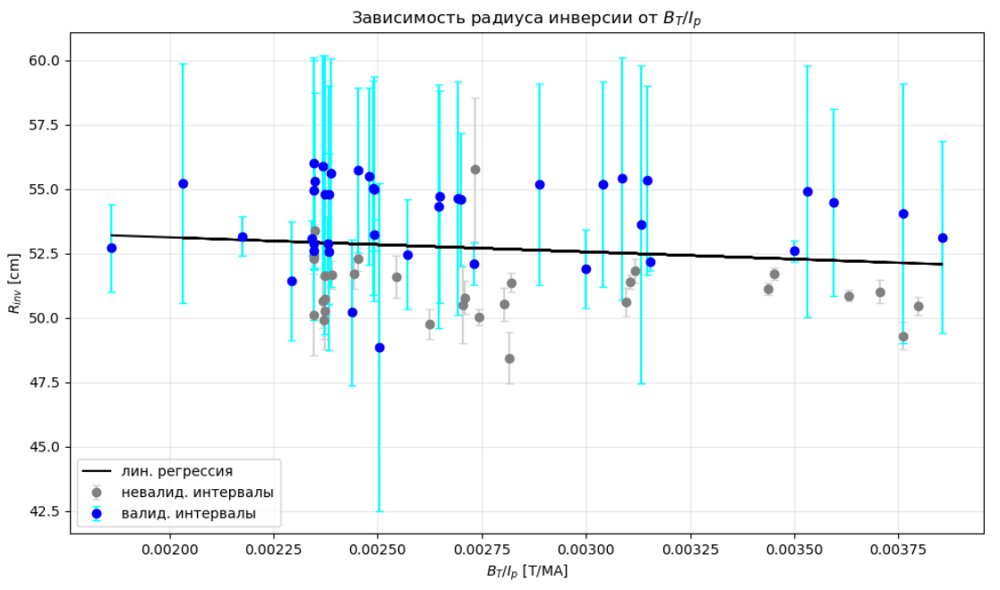 Зависимость радиуса инверсии от B_T/I_p
60.0
57.5
55.0
52.5
50.0
47.5
45.0
42.5
R_inv [cm]
лин. регрессия
невалид. интервалы
валид. интервалы
0.00200 0.00225 0.00250 0.00275 0.00300 0.00325 0.00350 0.00375
B_T/I_p [T/MA]